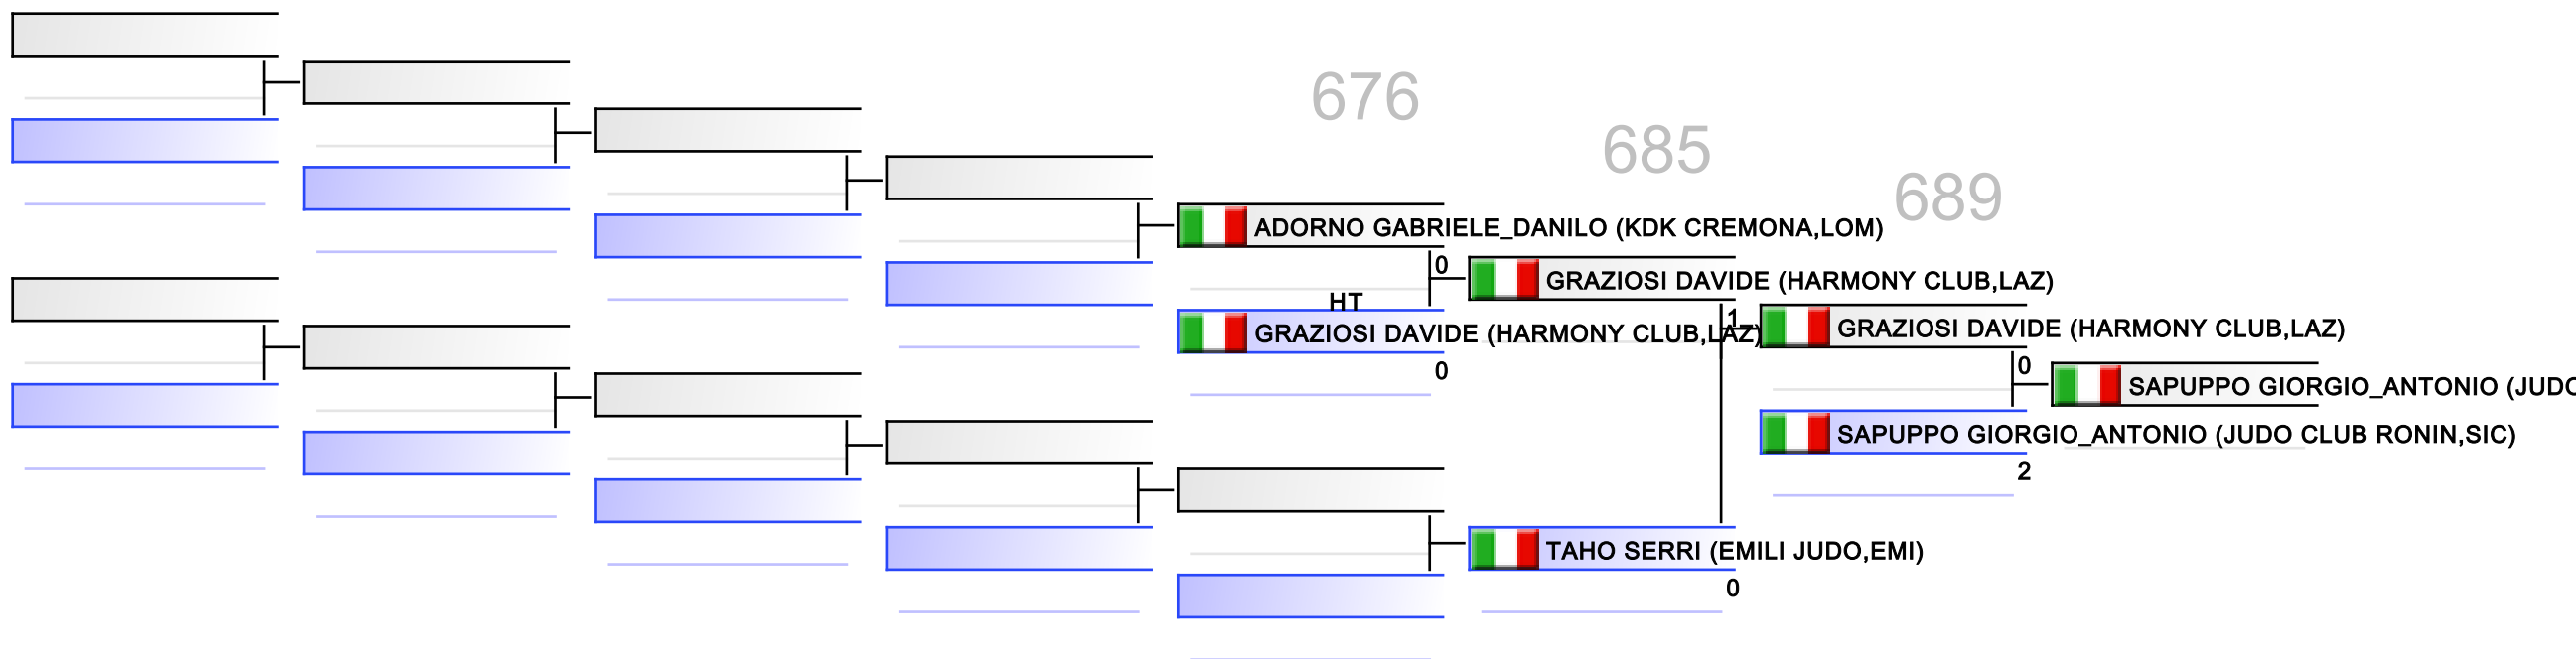 676
685
689
ADORNO GABRIELE_DANILO (KDK CREMONA,LOM)
0
GRAZIOSI DAVIDE (HARMONY CLUB,LAZ)
HT
GRAZIOSI DAVIDE (HARMONY CLUB,LAZ)
0
1
GRAZIOSI DAVIDE (HARMONY CLUB,LAZ)
0
SAPUPPO GIORGIO_ANTONIO (JUDO
SAPUPPO GIORGIO_ANTONIO (JUDO CLUB RONIN,SIC)
2
TAHO SERRI (EMILI JUDO,EMI)
0